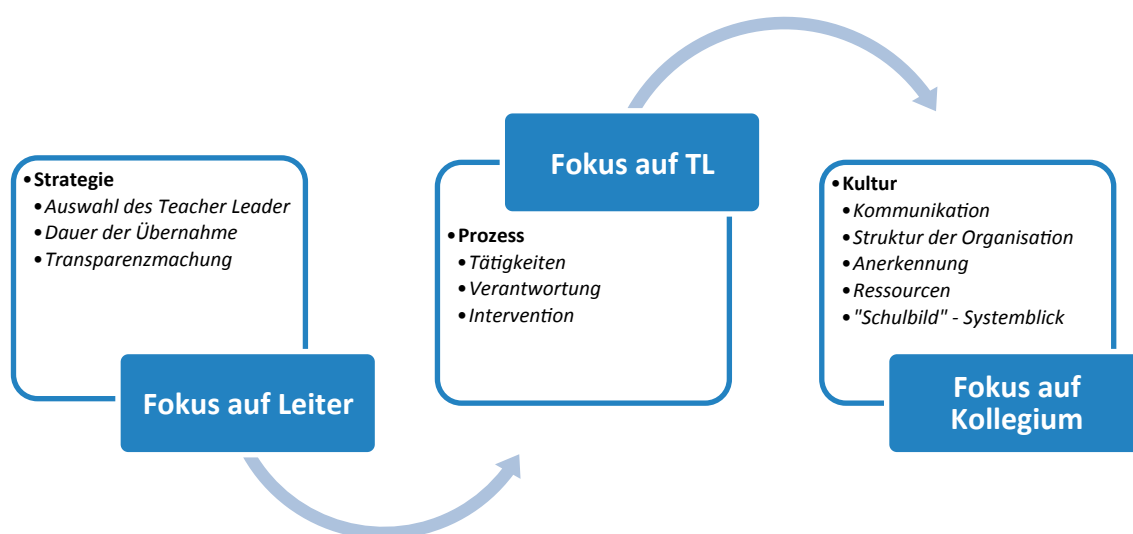 • Strategie
• Auswahl des Teacher Leader
• Dauer der Übernahme
• Transparenzmachung
Fokus auf Leiter
Fokus auf TL
• Prozess
• Tätigkeiten
• Verantwortung
• Intervention
• Kultur
• Kommunikation
• Struktur der Organisation
• Anerkennung
• Ressourcen
• "Schulbild" - Systemblick
Fokus auf
Kollegium